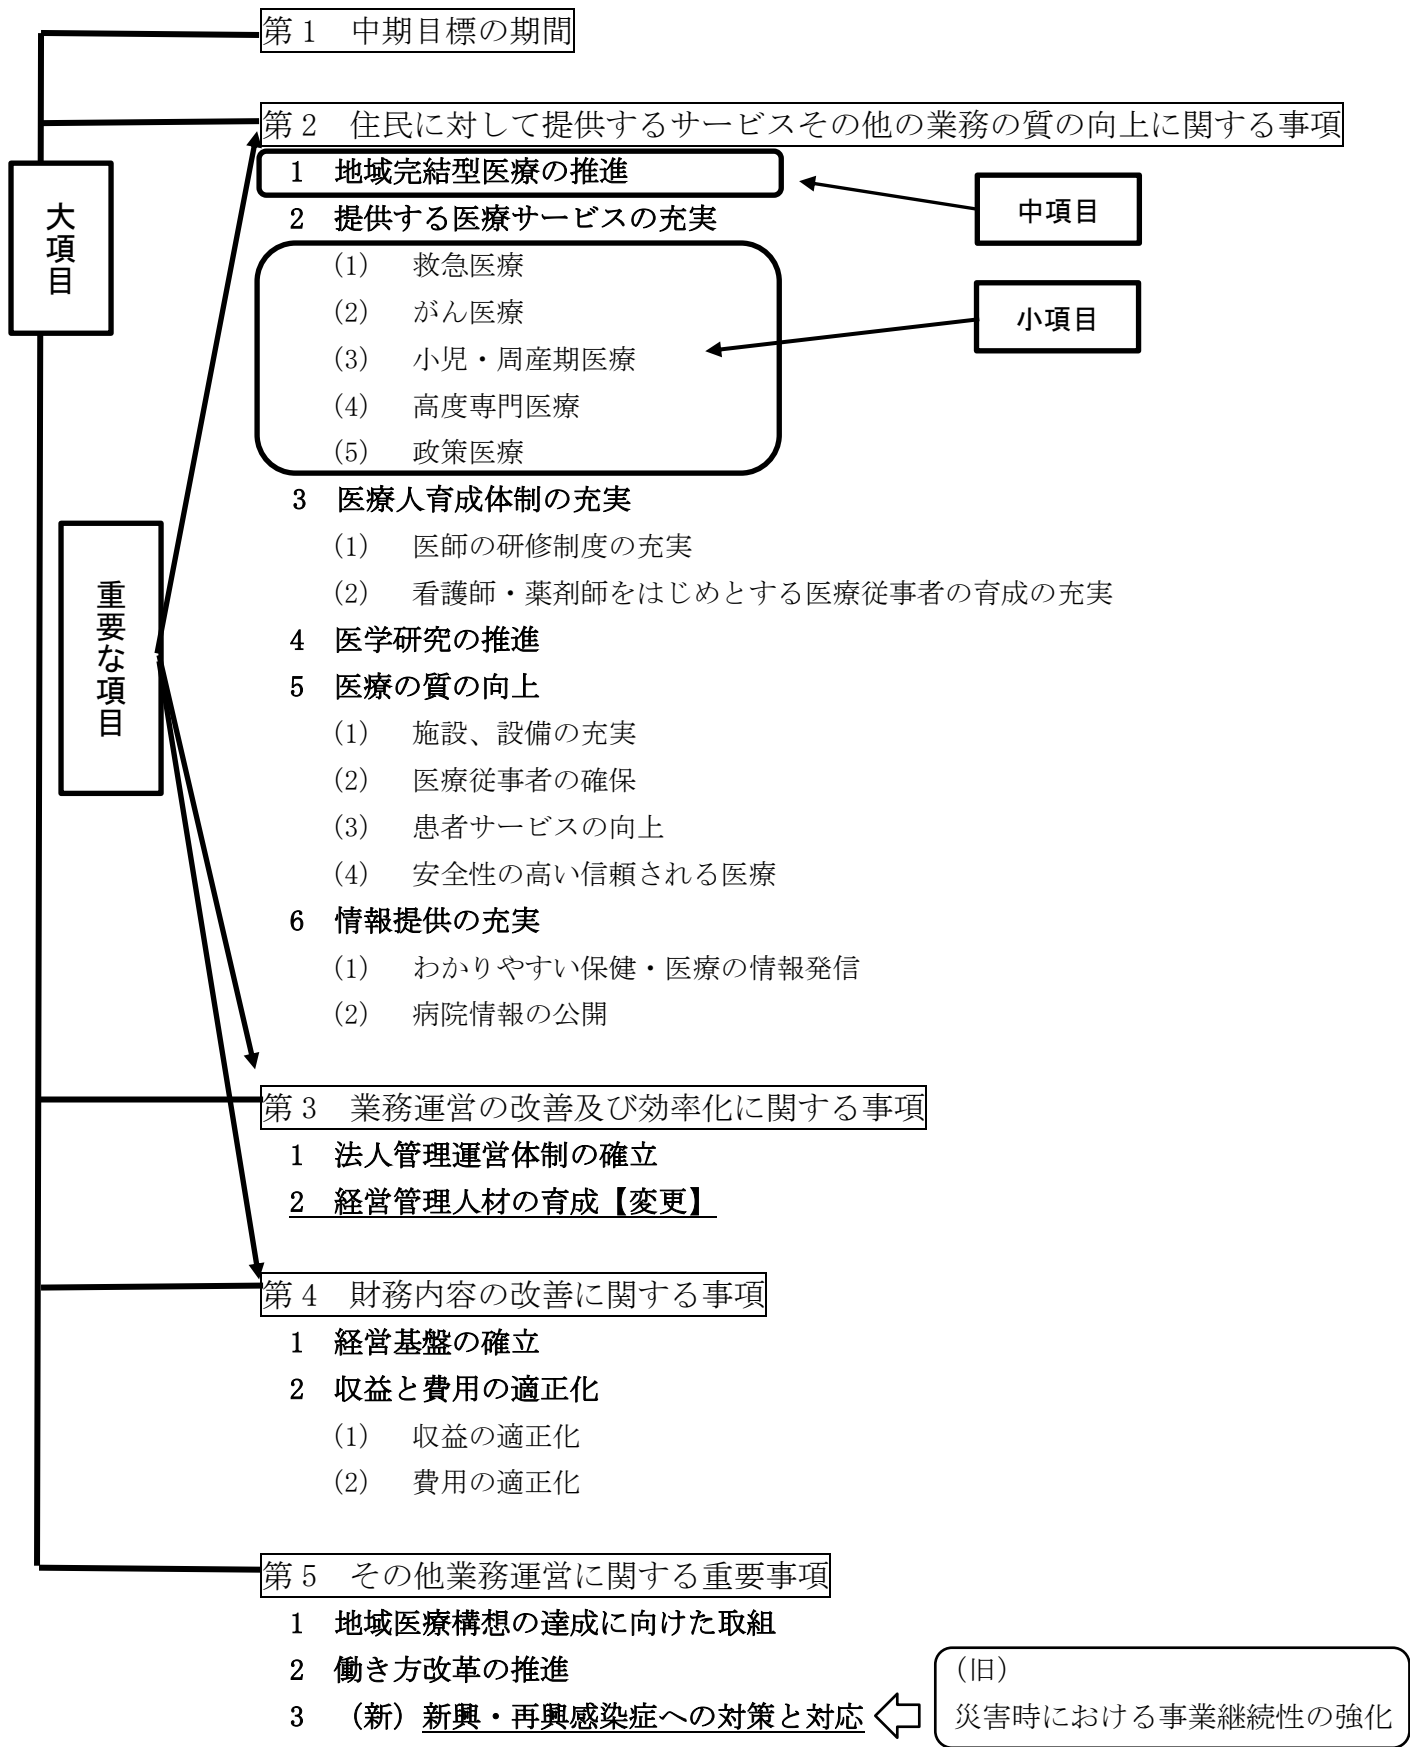 第１　中期目標の期間
第２　住民に対して提供するサービスその他の業務の質の向上に関する事項
1　地域完結型医療の推進
中項目
大項目
2　提供する医療サービスの充実
(1)　救急医療
(2)　がん医療
小項目
(3)　小児・周産期医療
(4)　高度専門医療
(5)　政策医療
3　医療人育成体制の充実
(1)　医師の研修制度の充実
(2)　看護師・薬剤師をはじめとする医療従事者の育成の充実
重要な項目
4　医学研究の推進
5　医療の質の向上
(1)　施設、設備の充実
(2)　医療従事者の確保
(3)　患者サービスの向上
(4)　安全性の高い信頼される医療
6　情報提供の充実
(1)　わかりやすい保健・医療の情報発信
(2)　病院情報の公開
第３　業務運営の改善及び効率化に関する事項
1　法人管理運営体制の確立
2　経営管理人材の育成【変更】
第４　財務内容の改善に関する事項
1　経営基盤の確立
2　収益と費用の適正化
(1)　収益の適正化
(2)　費用の適正化
第５　その他業務運営に関する重要事項
1　地域医療構想の達成に向けた取組
2　働き方改革の推進
3　（新）新興・再興感染症への対策と対応
（旧）
災害時における事業継続性の強化